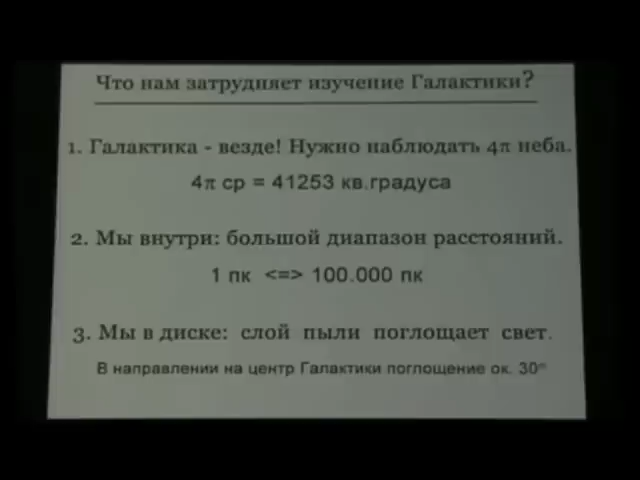 Что нам затрудняет изучение Галактики?
1. Галактика - везде! Нужно наблюдать 4π неба.
4π ср = 41253 кв.градуса
2. Мы внутри: большой диапазон расстояний.
1 пк <=> 100.000 пк
3. Мы в диске: слой пыли поглощает свет.
В направлении на центр Галактики поглощение ок. 30ᵐ